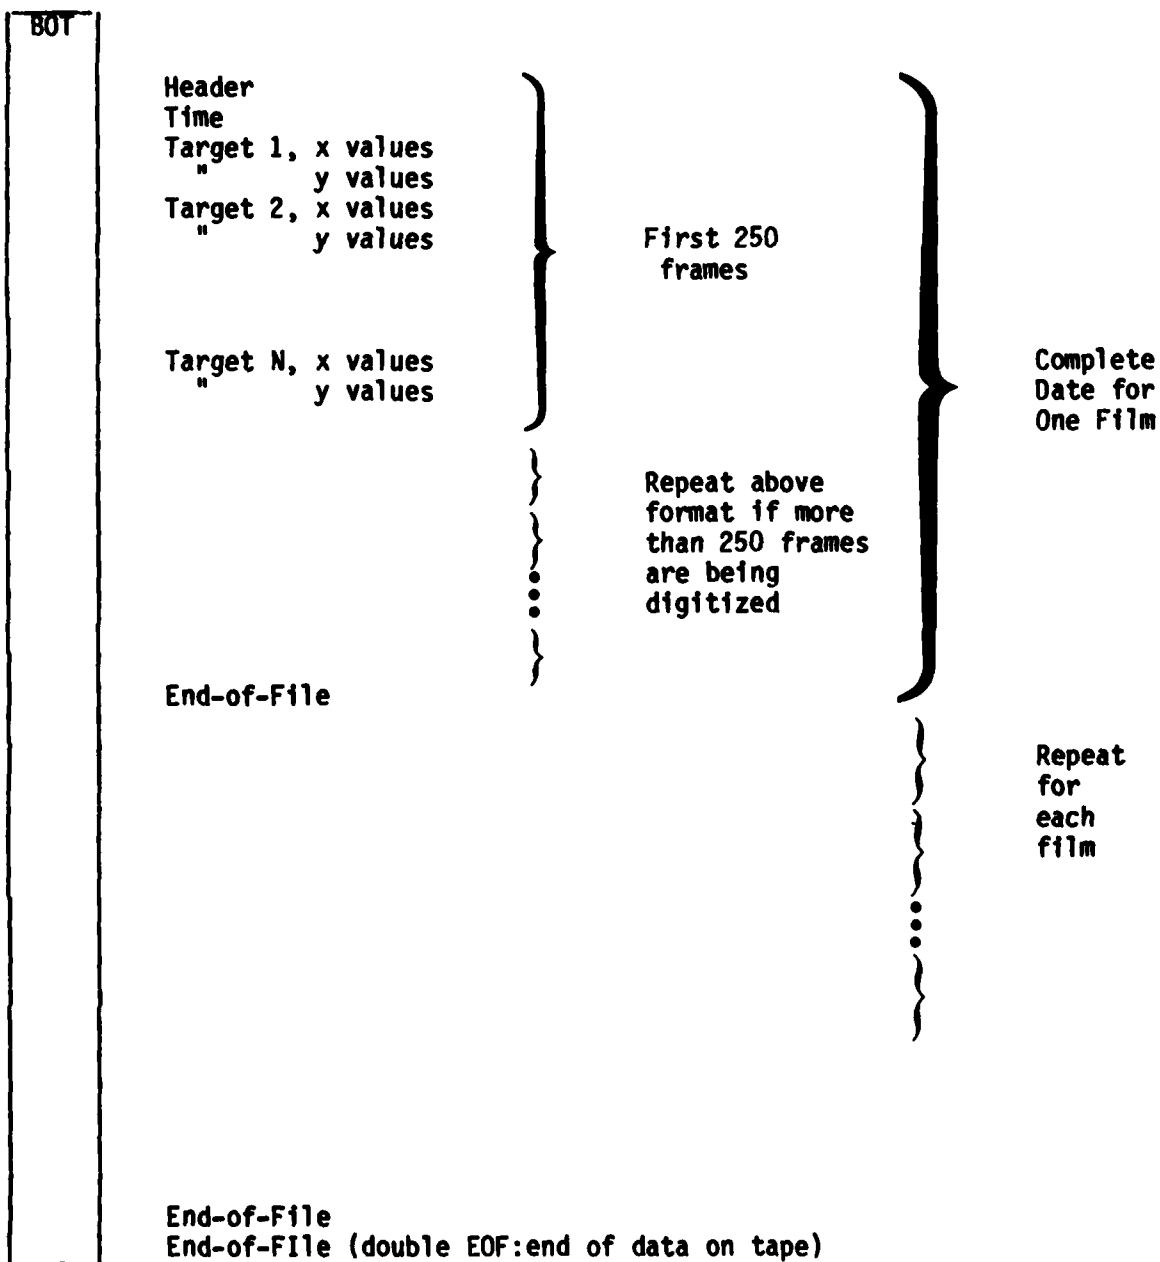 BOT
Header
Time
Target 1, x values
" y values
Target 2, x values
" y values
First 250
frames
Target N, x values
" y values
Complete
Date for
One Film
Repeat above
format if more
than 250 frames
are being
digitized
End-of-File
Repeat
for
each
film
End-of-File
End-of-FIle (double EOF:end of data on tape)